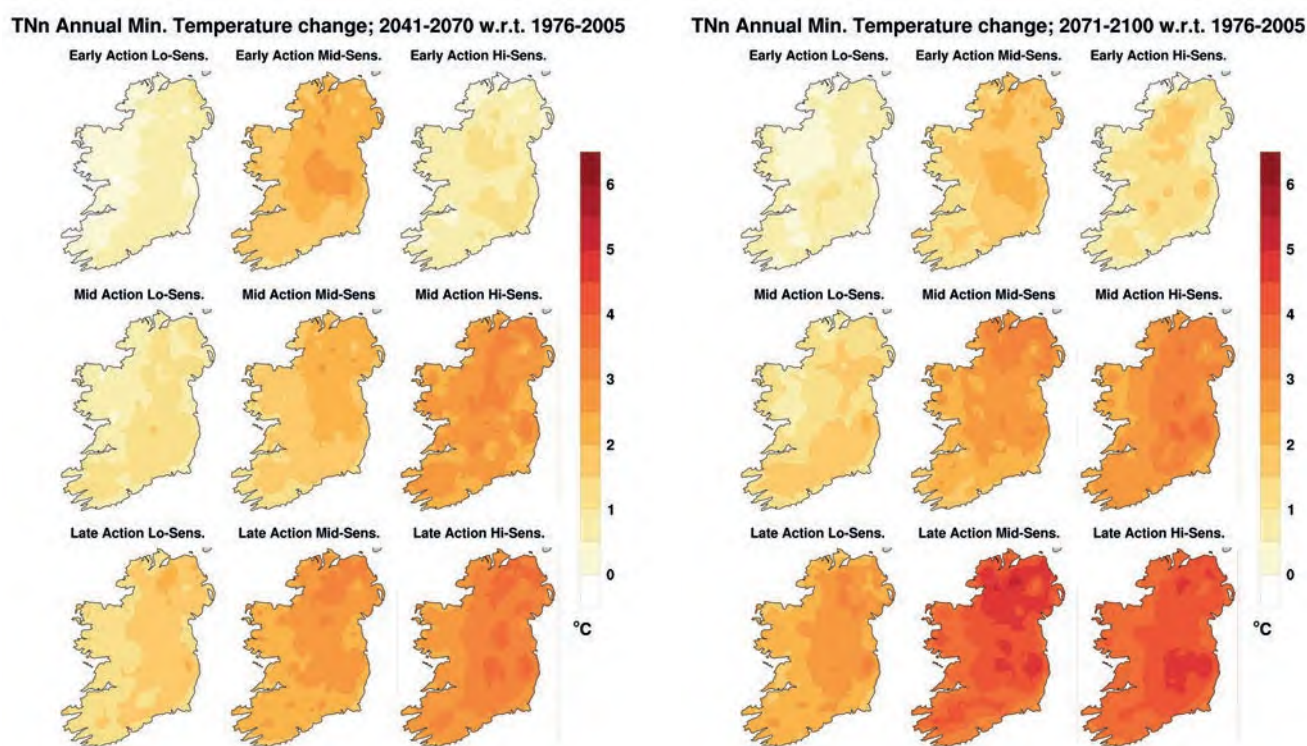 TNn Annual Min. Temperature change; 2041-2070 w.r.t. 1976-2005
Early Action Lo-Sens.
Early Action Mid-Sens.
Early Action Hi-Sens.
Mid Action Lo-Sens.
Mid Action Mid-Sens
Mid Action Hi-Sens.
Late Action Lo-Sens.
Late Action Mid-Sens.
Late Action Hi-Sens.
6
5
4
3
2
1
0
°C
TNn Annual Min. Temperature change; 2071-2100 w.r.t. 1976-2005
Early Action Lo-Sens.
Early Action Mid-Sens.
Early Action Hi-Sens.
Mid Action Lo-Sens.
Mid Action Mid-Sens
Mid Action Hi-Sens.
Late Action Lo-Sens.
Late Action Mid-Sens.
Late Action Hi-Sens.
6
5
4
3
2
1
0
°C